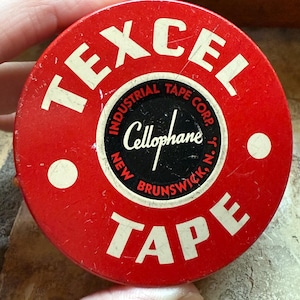 TEXCEL
INDUSTRIAL TAPE CORP.
Cellophane
NEW BRUNSWICK, N. J.
TAPE